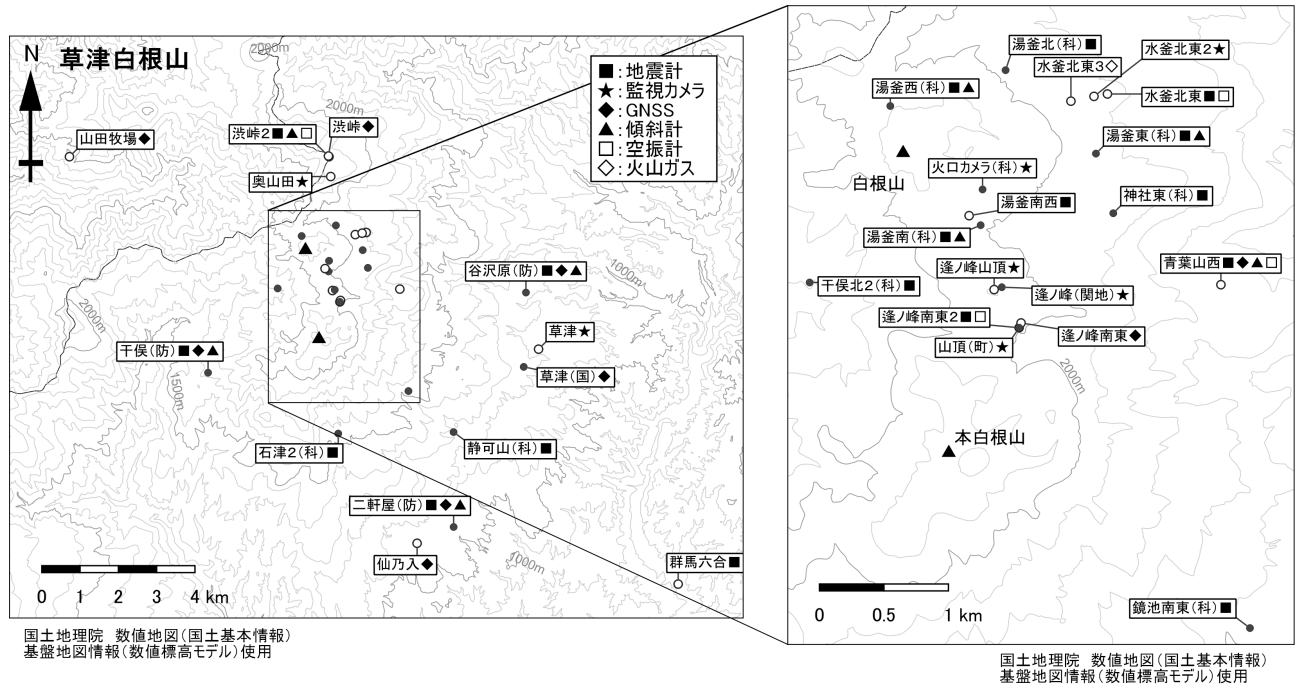 草津白根山
N
■：地震計
★：監視カメラ
◆：GNSS
▲：傾斜計
□：空振計
◇：火山ガス
2000m
2000m
山田牧場◆
渋峠2■▲□
渋峠◆
奥山田★
谷沢原(防)■◆▲
1000m
2000m
草津★
干俣(防)■◆▲
草津(国)◆
1500m
石津2(科)■
静可山(科)■
二軒屋(防)■◆▲
仙乃入◆
1000m
群馬六合■
0 1 2 3 4 km
国土地理院　数値地図(国土基本情報)
基盤地図情報(数値標高モデル)使用
湯釜北(科)■
水釜北東2★
水釜北東3◇
湯釜西(科)■▲
水釜北東■□
湯釜東(科)■▲
白根山
火口カメラ(科)★
神社東(科)■
湯釜南西■
湯釜南(科)■▲
青葉山西■◆▲□
逢ノ峰山頂★
干俣北2(科)■
逢ノ峰(関地)★
逢ノ峰南東2■□
逢ノ峰南東◆
山頂(町)★
2000m
本白根山
0 0.5 1 km
鏡池南東(科)■
国土地理院　数値地図(国土基本情報)
基盤地図情報(数値標高モデル)使用